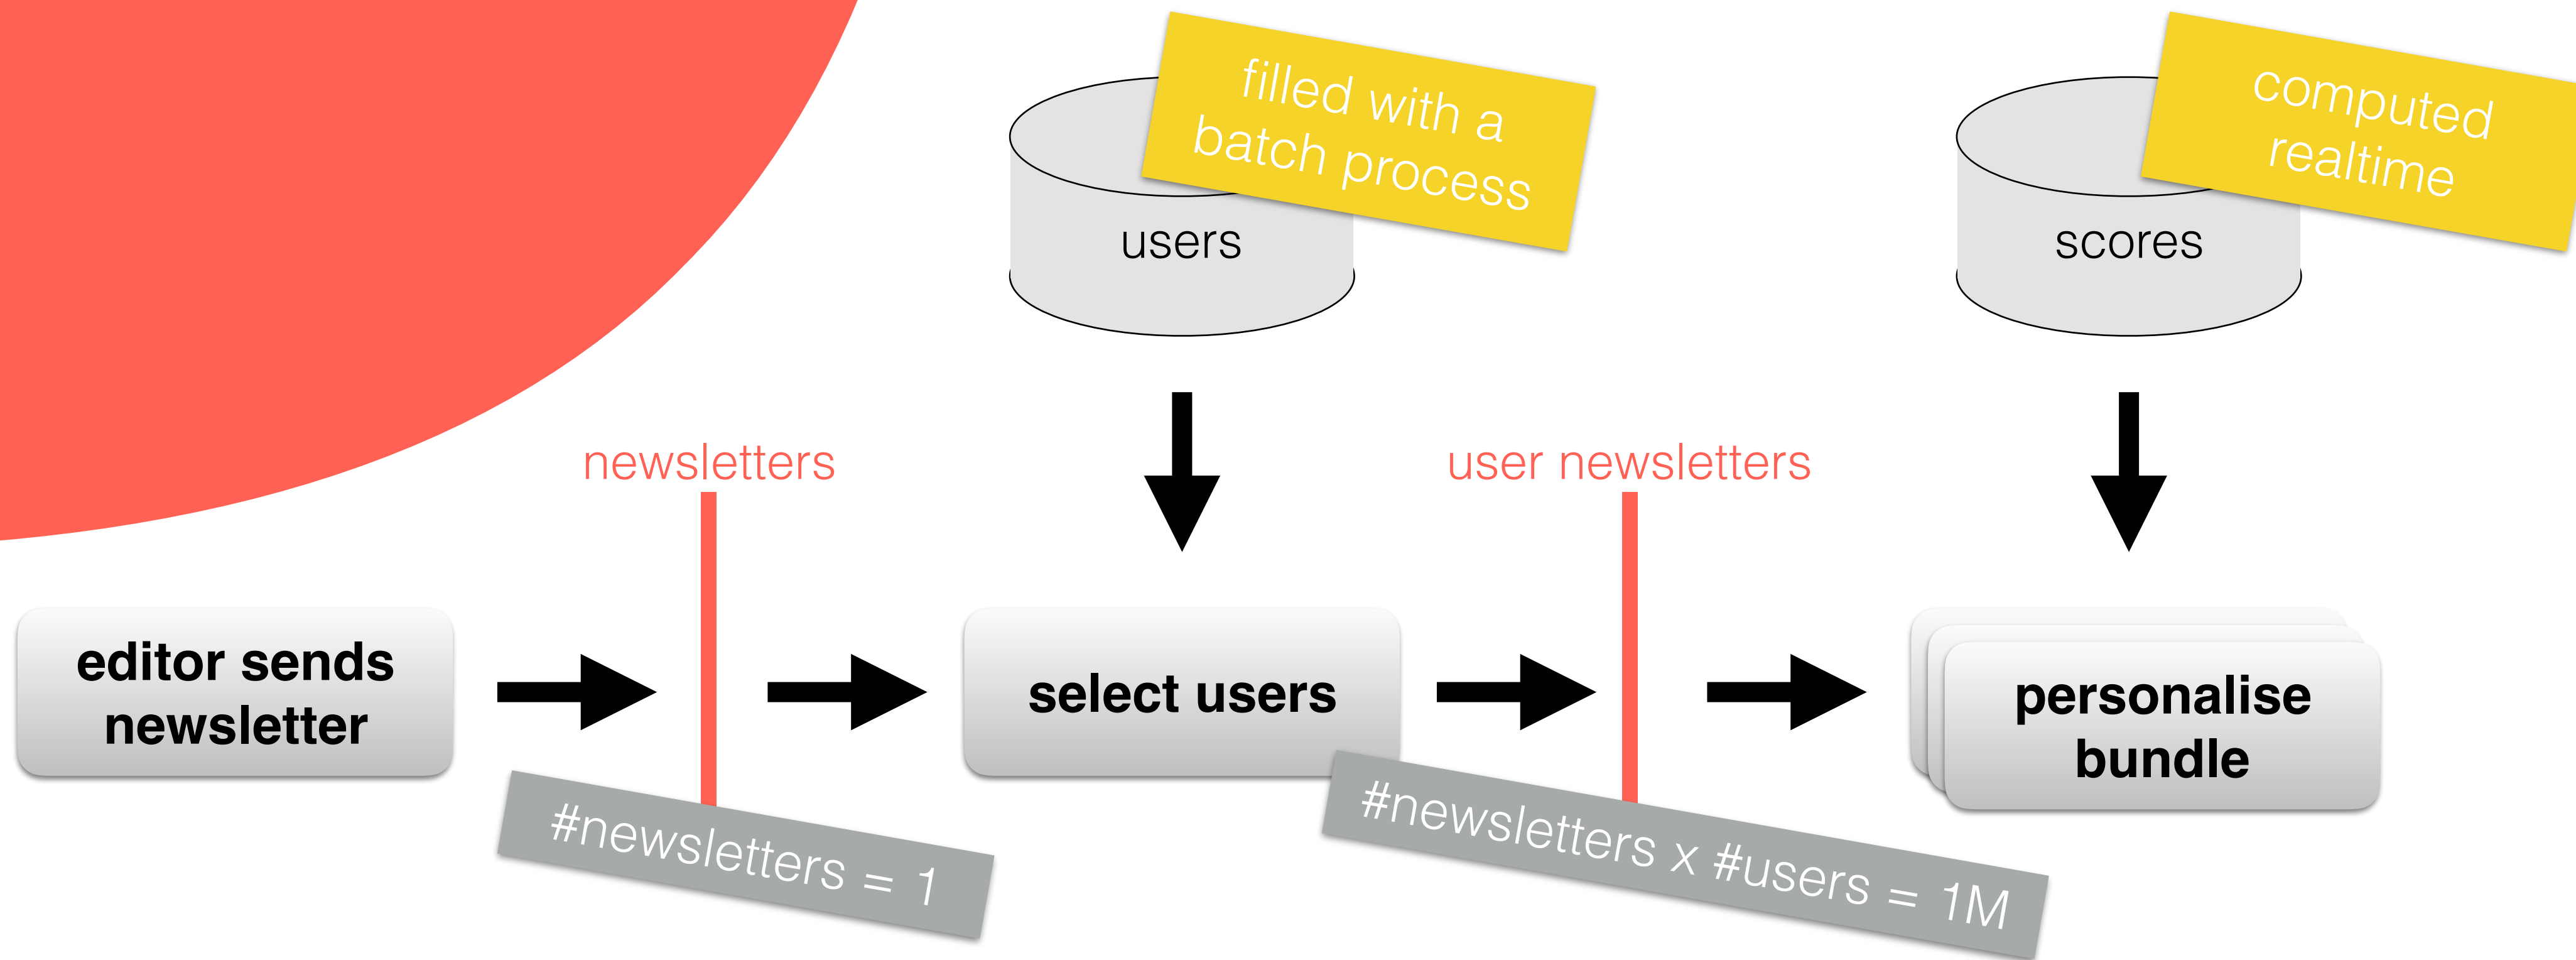 filled with a
batch process
users
computed
realtime
scores
newsletters
user newsletters
editor sends
newsletter
select users
personalise
bundle
#newsletters = 1
#newsletters x #users = 1M